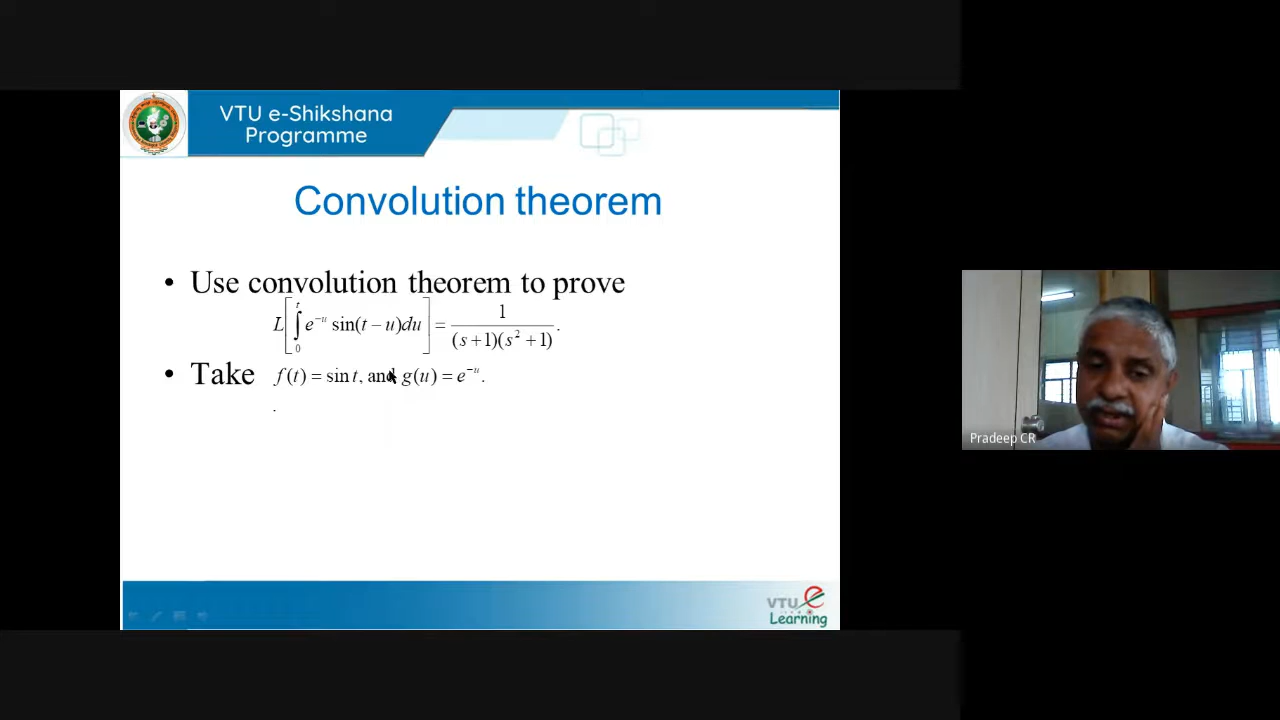 VTU e-Shikshana
Programme
Convolution theorem
• Use convolution theorem to prove
L[∫₀ᵗ e⁻ᵘ sin(t − u)du] = 1/((s + 1)(s² + 1)).
• Take f(t) = sin t, and g(u) = e⁻ᵘ.
.
Pradeep CR
VTU e
Learning